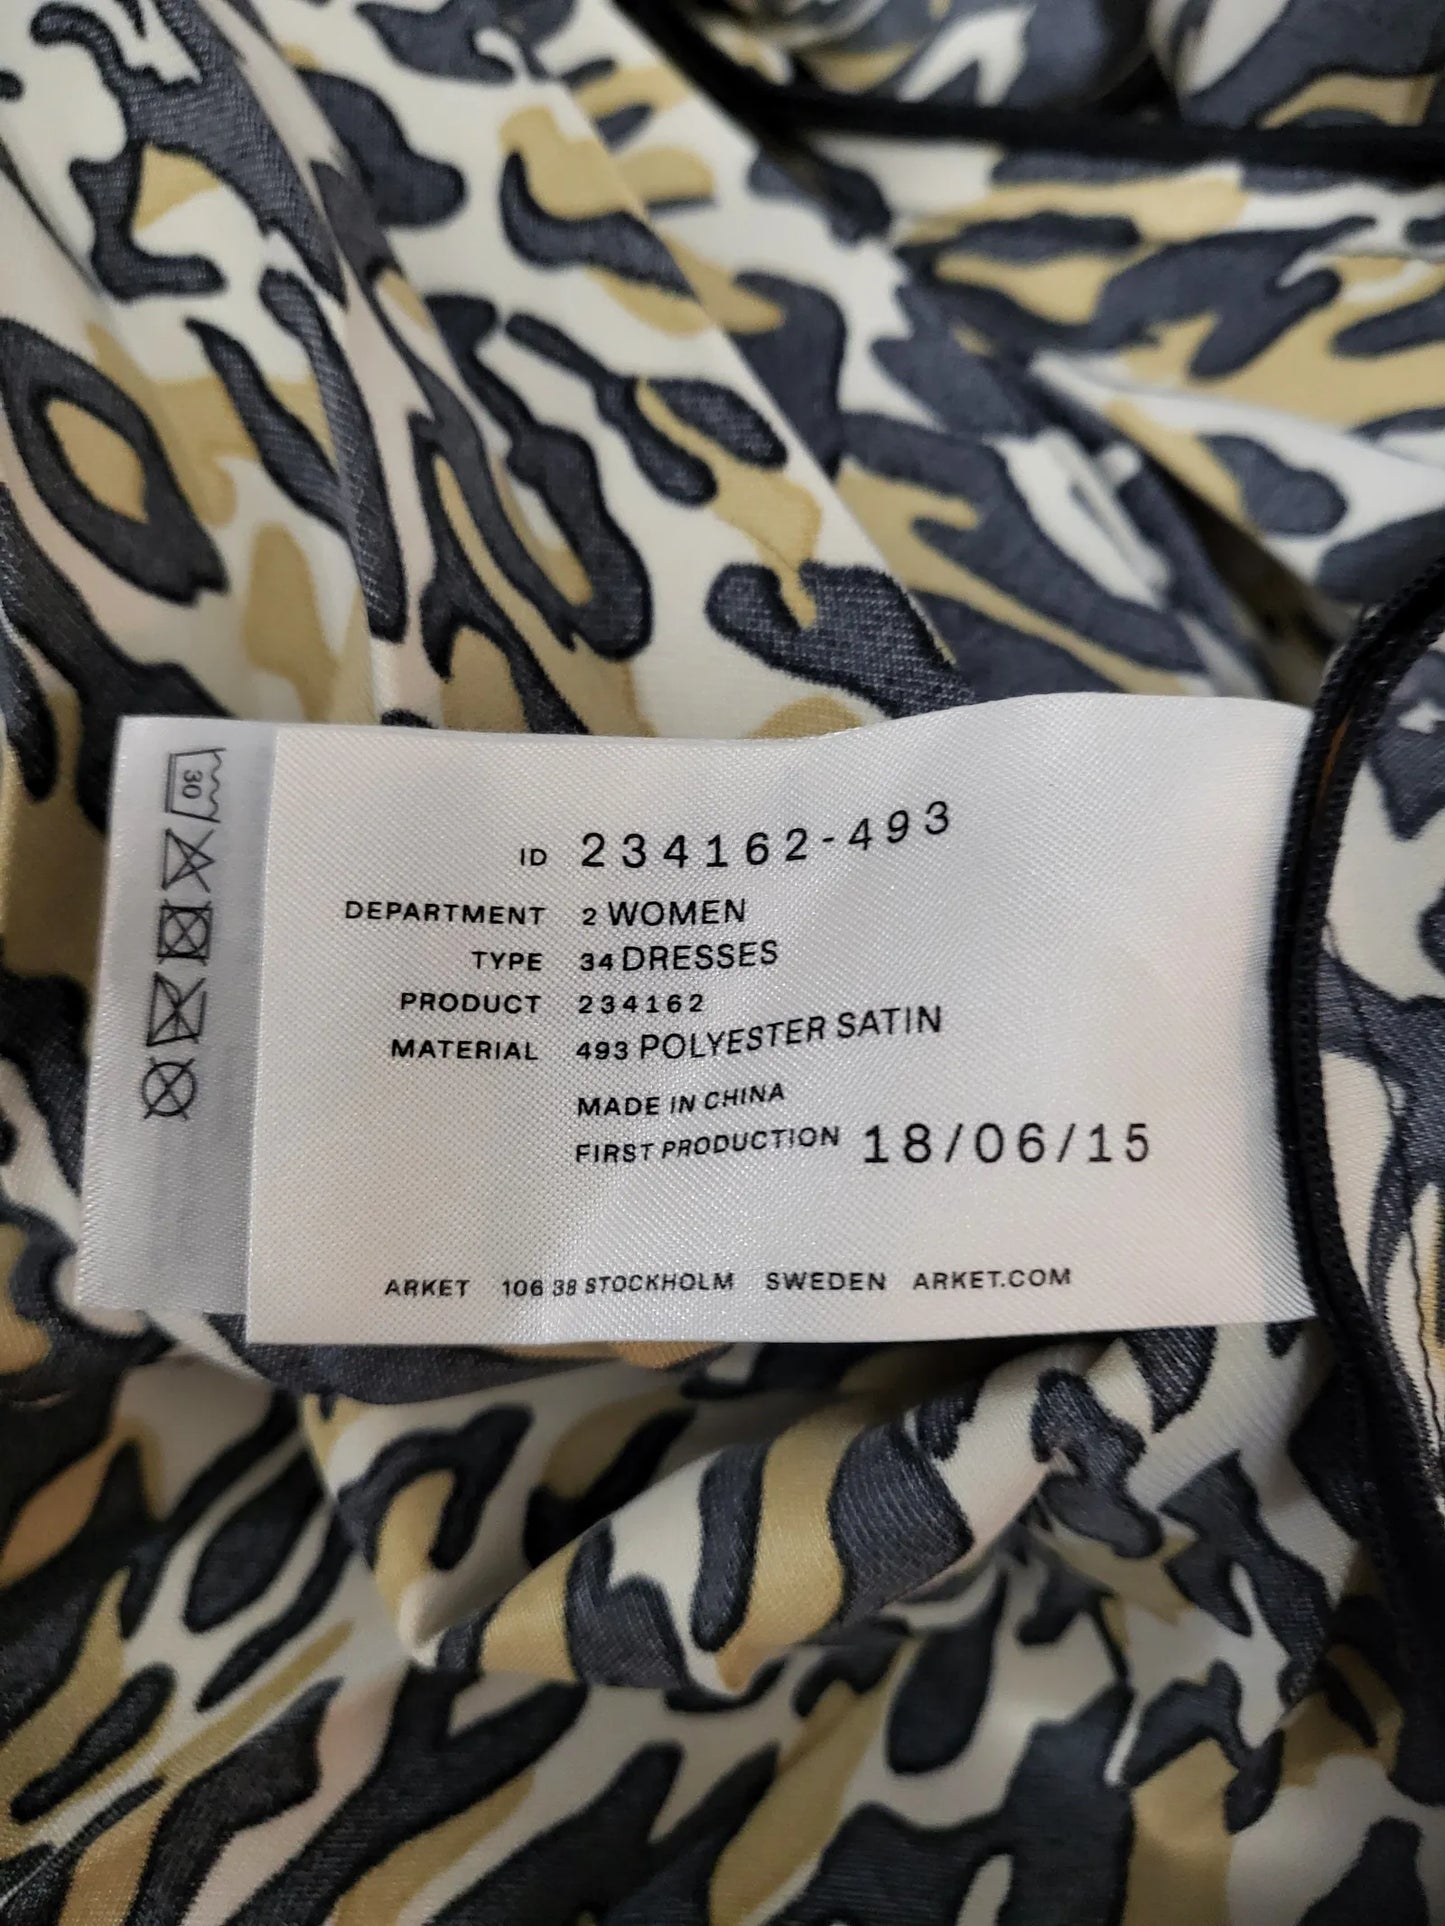 30
ID 234162-493
DEPARTMENT 2 WOMEN
TYPE 34 DRESSES
PRODUCT 234162
MATERIAL 493 POLYESTER SATIN
MADE IN CHINA
FIRST PRODUCTION 18/06/15
ARKET 106 38 STOCKHOLM SWEDEN ARKET.COM